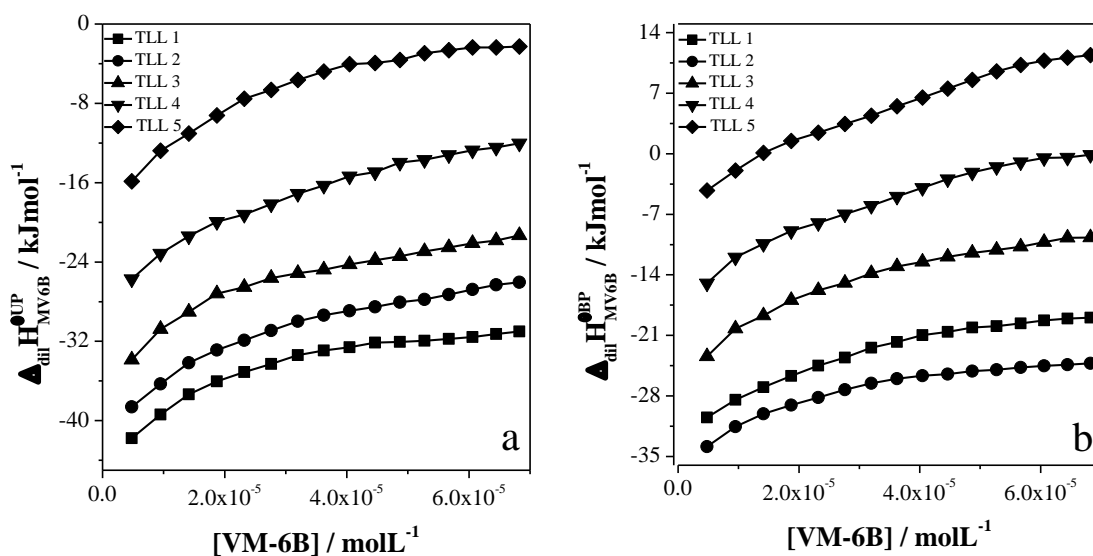 0
-8
-16
-24
-32
-40
TLL 1
TLL 2
TLL 3
TLL 4
TLL 5
ΔdilH^UP_MV6B / kJmol^-1
a
0.0 2.0x10^-5 4.0x10^-5 6.0x10^-5
[VM-6B] / molL^-1
14
7
0
-7
-14
-21
-28
-35
TLL 1
TLL 2
TLL 3
TLL 4
TLL 5
ΔdilH^BP_MV6B / kJmol^-1
b
0.0 2.0x10^-5 4.0x10^-5 6.0x10^-5
[VM-6B] / molL^-1